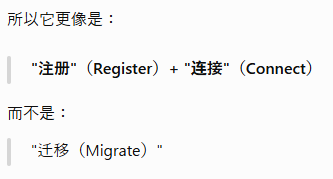 所以它更像是：
"注册"（Register）+ "连接"（Connect）
而不是：
"迁移（Migrate）"